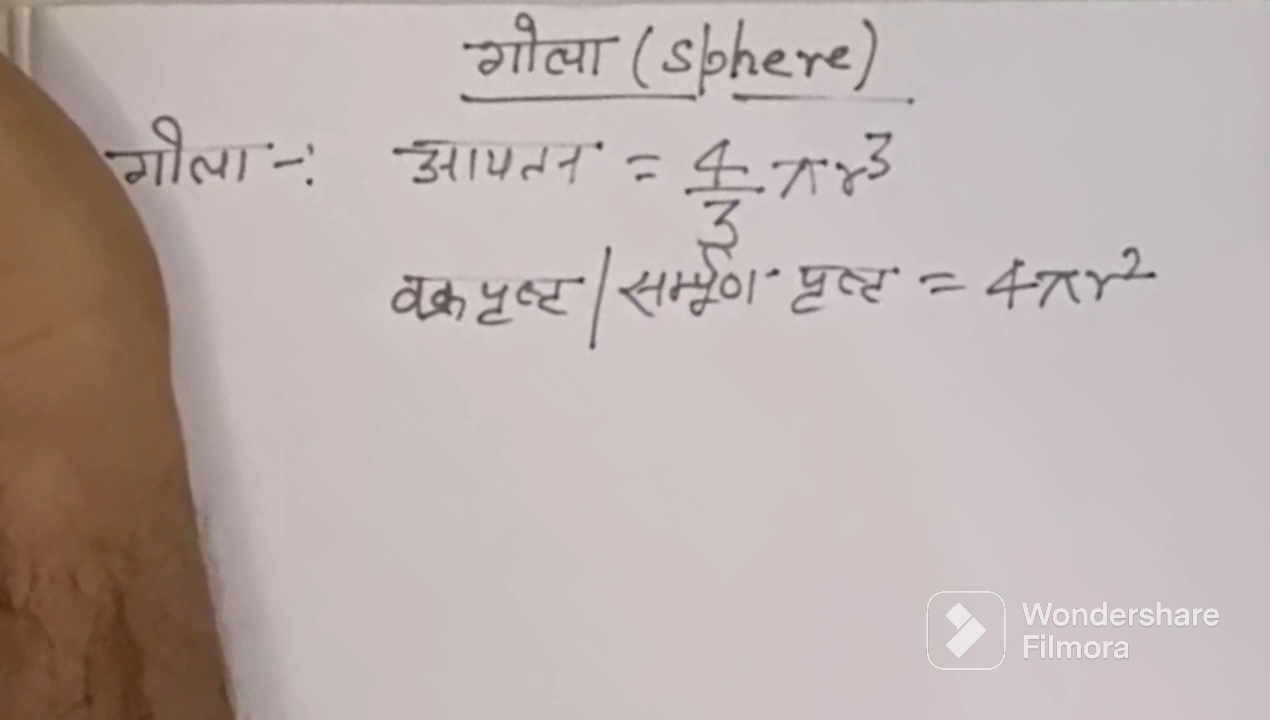 गोला (Sphere)
गोला -: आयतन = 4/3 πr³
वक्रपृष्ठ / सम्पूर्ण पृष्ठ = 4πr²
Wondershare
Filmora